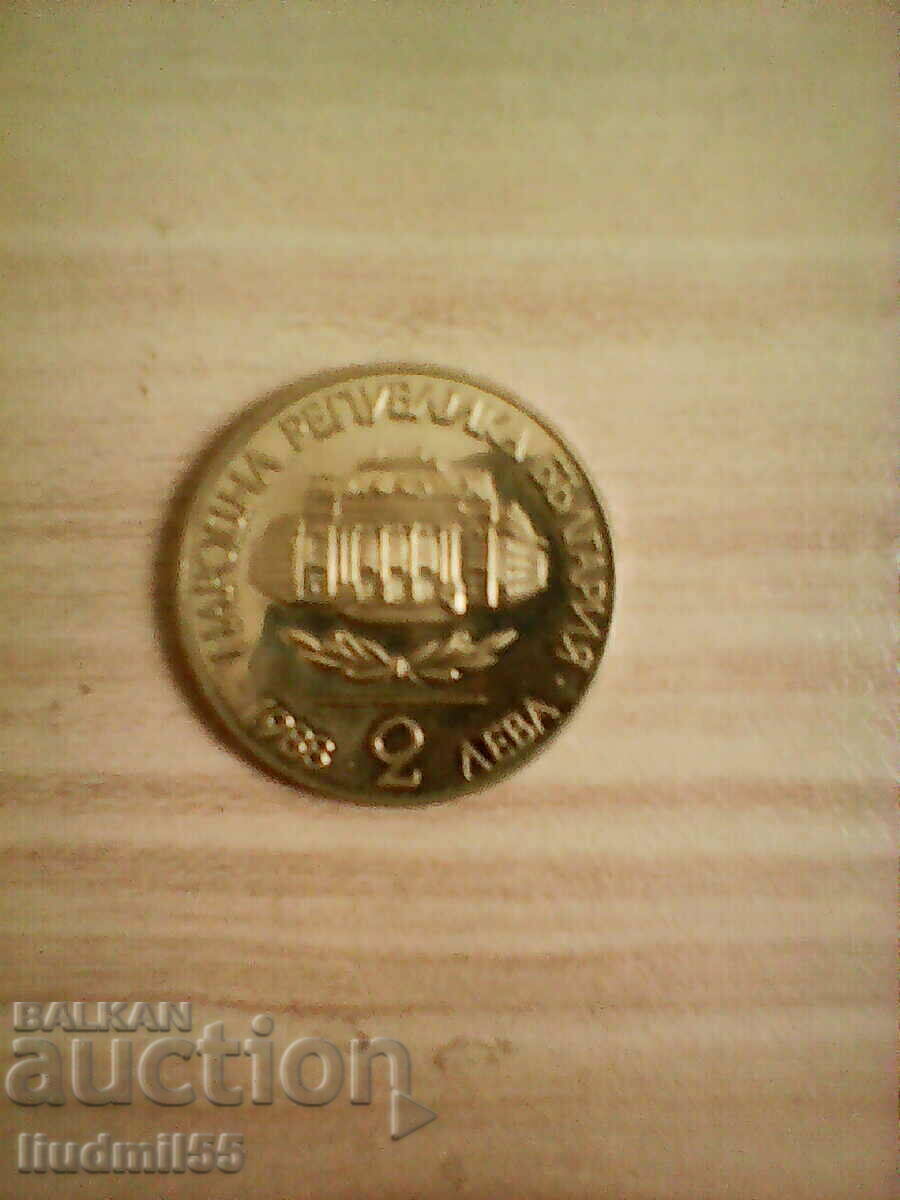 НАРОДНА РЕПУБЛИКА БЪЛГАРИЯ ·
1988 2 ЛЕВА
BALKAN
auction
liudmil55